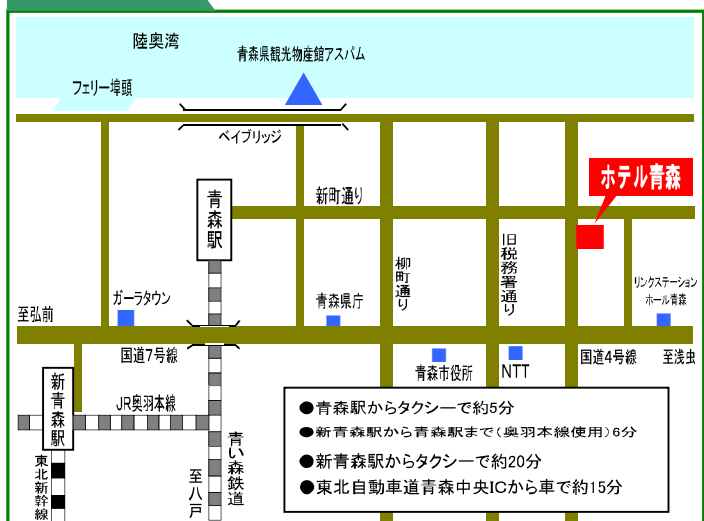 陸奥湾
青森県観光物産館アスパム
フェリー埠頭
ベイブリッジ
ホテル青森
青森駅
新町通り
柳町通り
旧税務署通り
リンクステーション
ホール青森
ガーラタウン
青森県庁
至弘前
国道7号線
青森市役所
NTT
国道4号線
至浅虫
新青森駅
JR奥羽本線
青い森鉄道
至八戸
東北新幹線
●青森駅からタクシーで約5分
●新青森駅から青森駅まで(奥羽本線使用)6分
●新青森駅からタクシーで約20分
●東北自動車道青森中央ICから車で約15分